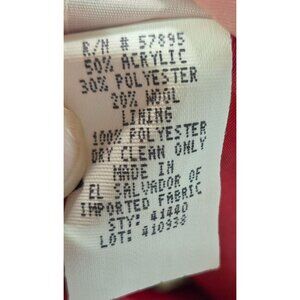 R/N # 57895
50% ACRYLIC
30% POLYESTER
20% WOOL
LINING
100% POLYESTER
DRY CLEAN ONLY
MADE IN
EL SALVADOR OF
IMPORTED FABRIC
STY: 41440
LOT: 410938